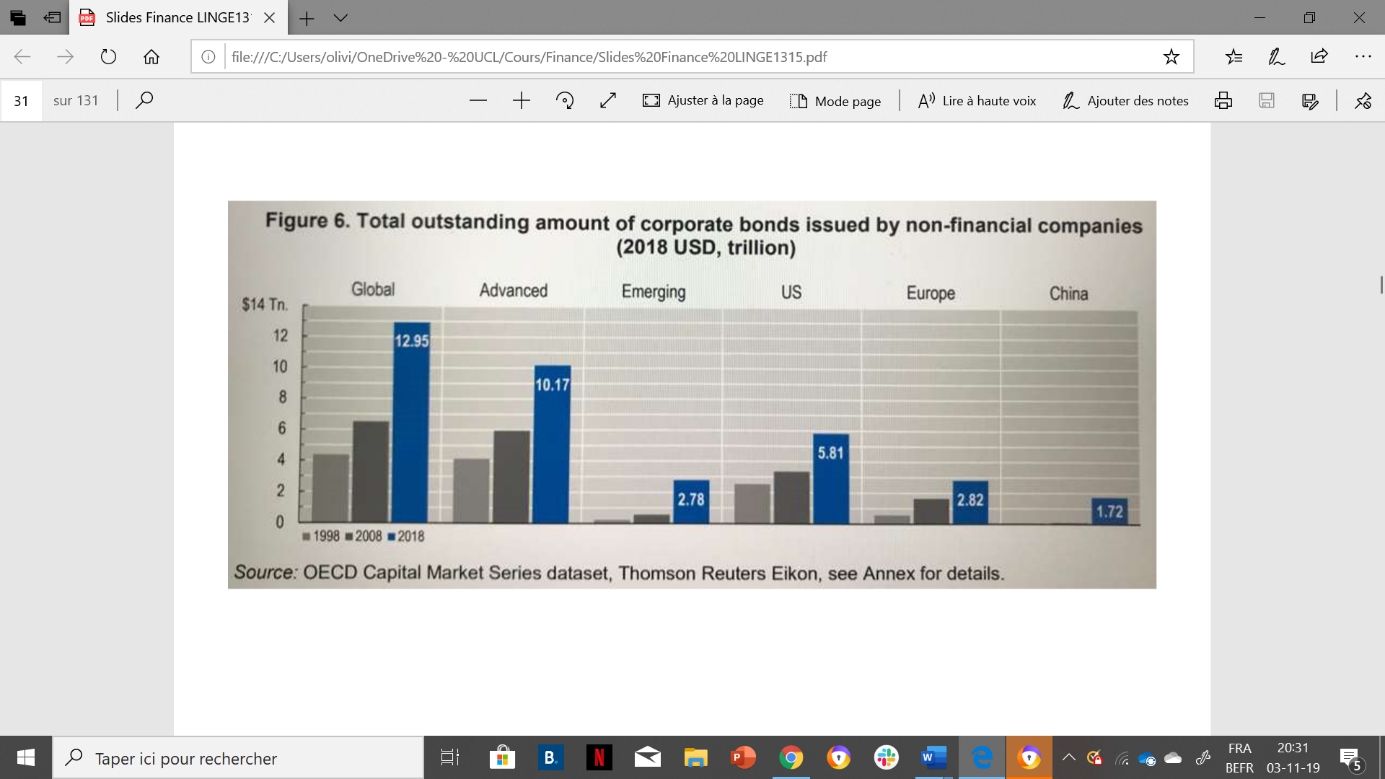 Slides Finance LINGE13
file:///C:/Users/olivi/OneDrive%20-%20UCL/Cours/Finance/Slides%20Finance%20LINGE1315.pdf
31 sur 131
Ajuster à la page
Mode page
Lire à haute voix
Ajouter des notes
Figure 6. Total outstanding amount of corporate bonds issued by non-financial companies
(2018 USD, trillion)
Global Advanced Emerging US Europe China
$14 Tn.
12
10
8
6
4
2
0
12.95
10.17
2.78
5.81
2.82
1.72
1998 2008 2018
Source: OECD Capital Market Series dataset, Thomson Reuters Eikon, see Annex for details.
Taper ici pour rechercher
FRA 20:31
BEFR 03-11-19
5